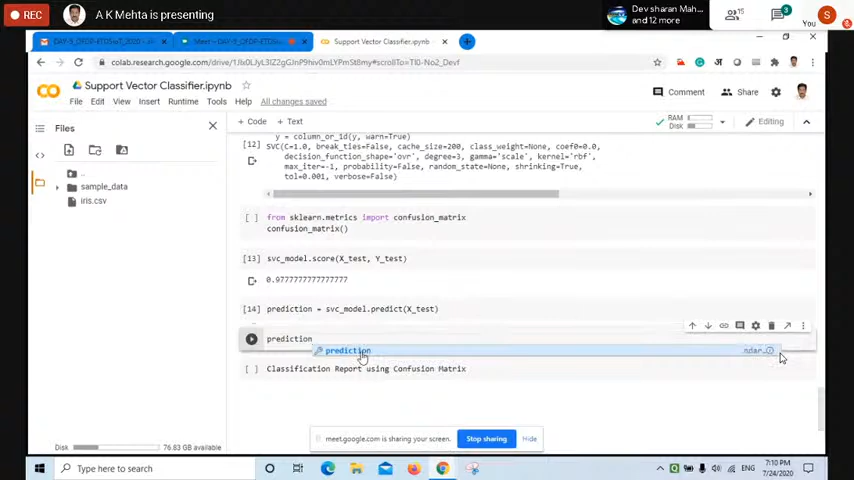 REC
A K Mehta is presenting
Dev sharan Mah...
and 12 more
15
3
You
S
Support Vector Classifier.ipynb
colab.research.google.com/drive/
Support Vector Classifier.ipynb
File Edit View Insert Runtime Tools Help All changes saved
Comment Share
+ Code + Text
RAM
Disk
Editing
Files
..
sample_data
iris.csv
y = column_or_1d(y, warn=True)
[12] SVC(C=1.0, break_ties=False, cache_size=200, class_weight=None, coef0=0.0,
decision_function_shape='ovr', degree=3, gamma='scale', kernel='rbf',
max_iter=-1, probability=False, random_state=None, shrinking=True,
tol=0.001, verbose=False)
[ ] from sklearn.metrics import confusion_matrix
confusion_matrix()
[13] svc_model.score(X_test, Y_test)
0.9777777777777777
[14] prediction = svc_model.predict(X_test)
prediction
prediction
[ ] Classification Report using Confusion Matrix
Disk 76.83 GB available
meet.google.com is sharing your screen. Stop sharing Hide
Type here to search
ENG
7:10 PM
7/24/2020